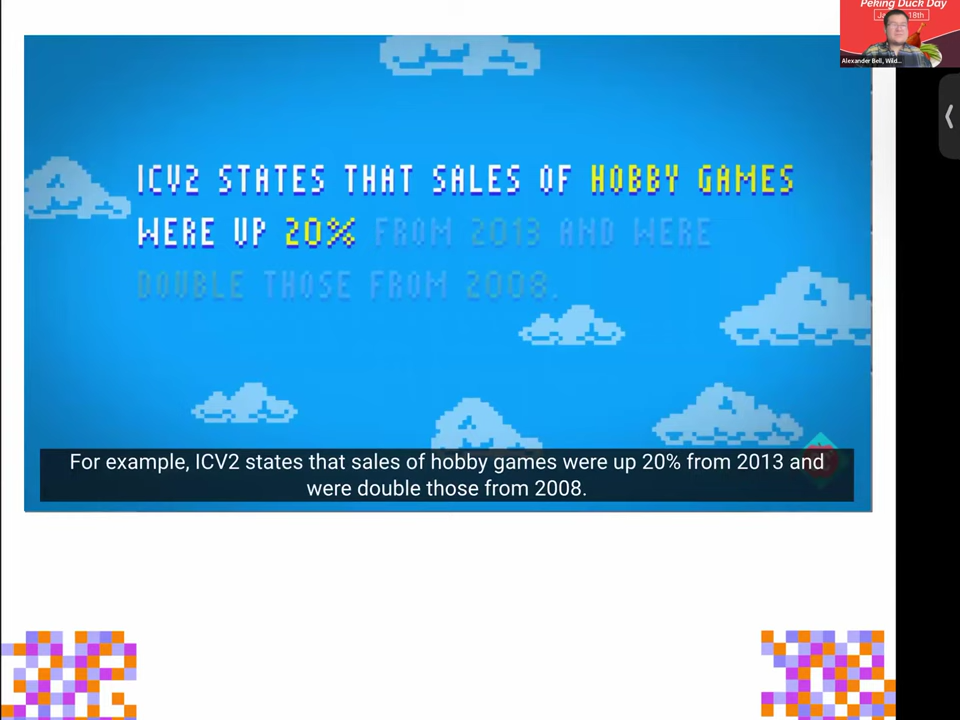 Peking Duck Day
18th
Alexander Bell, Wild...
ICV2 STATES THAT SALES OF HOBBY GAMES
WERE UP 20% FROM 2013 AND WERE
DOUBLE THOSE FROM 2008.
For example, ICV2 states that sales of hobby games were up 20% from 2013 and
were double those from 2008.